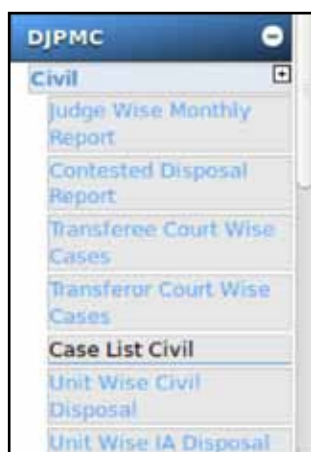 DJPMC
Civil
Judge Wise Monthly
Report
Contested Disposal
Report
Transferee Court Wise
Cases
Transferor Court Wise
Cases
Case List Civil
Unit Wise Civil
Disposal
Unit Wise IA Disposal